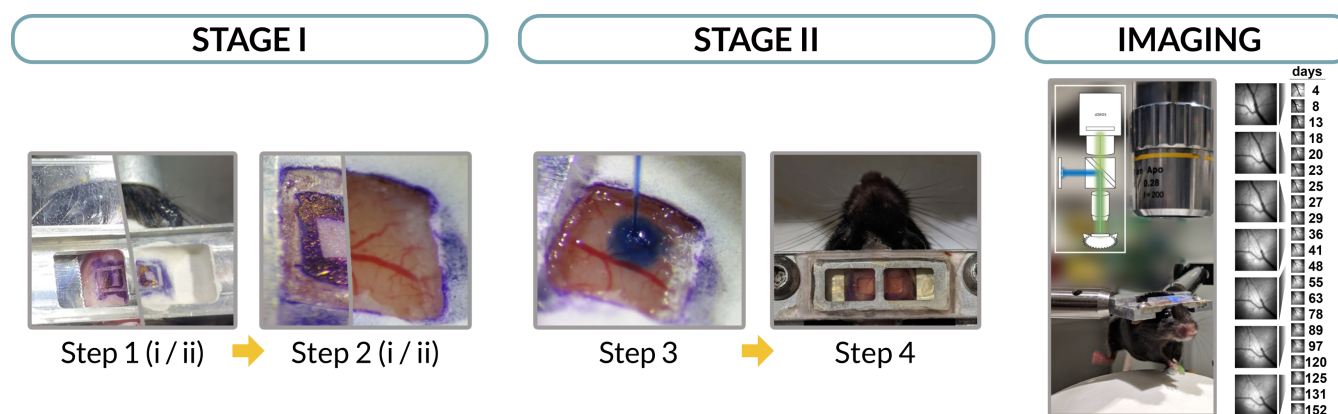 STAGE I
STAGE II
IMAGING
Step 1 (i / ii)
Step 2 (i / ii)
Step 3
Step 4
Apo
/ 0.28
f=200
days
4
8
13
18
20
23
25
27
29
36
41
48
55
63
78
89
97
120
125
131
152